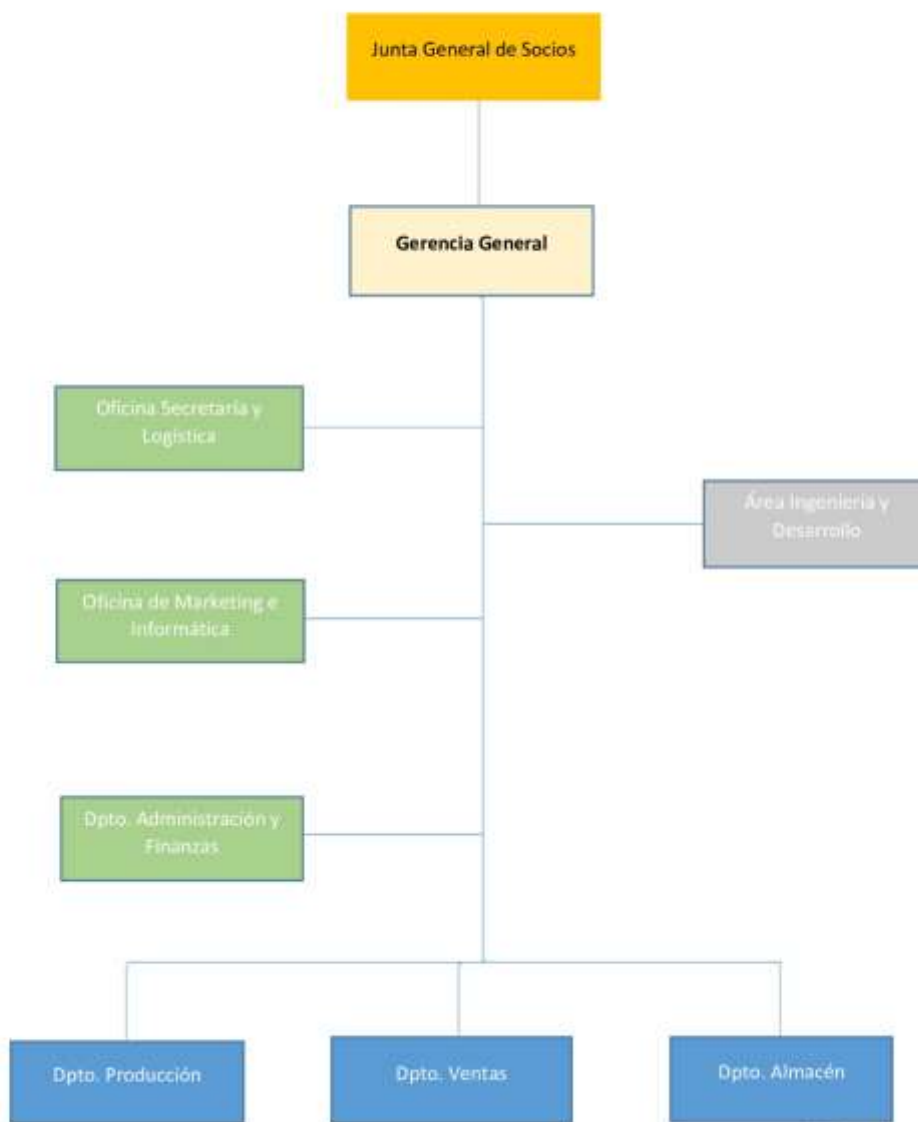 Junta General de Socios
Gerencia General
Oficina Secretaría y
Logística
Área Ingeniería y
Desarrollo
Oficina de Marketing e
Informática
Dpto. Administración y
Finanzas
Dpto. Producción
Dpto. Ventas
Dpto. Almacén